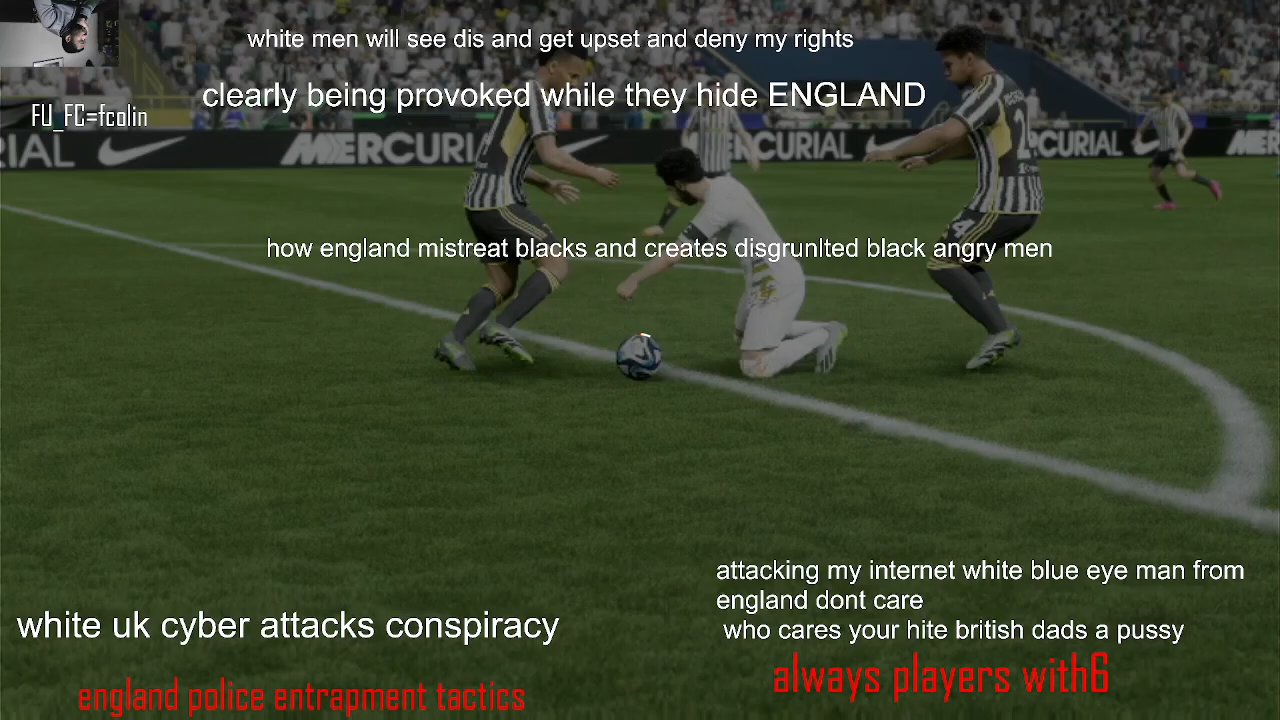 white men will see dis and get upset and deny my rights
clearly being provoked while they hide ENGLAND
FU_FC=fcolin
RIAL MERCURIAL MERCURIAL MER
how england mistreat blacks and creates disgrunlted black angry men
attacking my internet white blue eye man from
england dont care
who cares your hite british dads a pussy
white uk cyber attacks conspiracy
always players with6
england police entrapment tactics